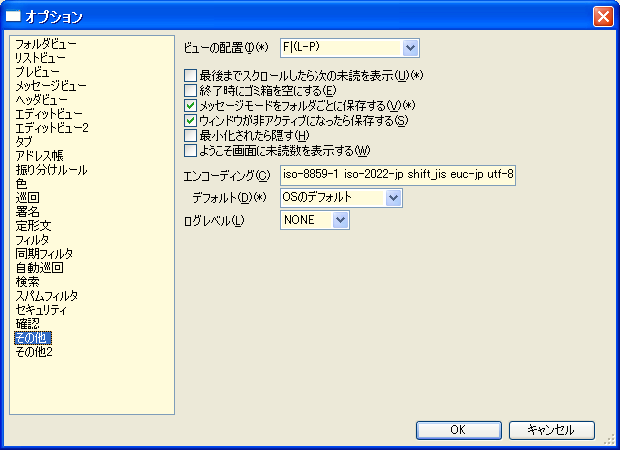 オプション
フォルダビュー
リストビュー
プレビュー
メッセージビュー
ヘッダビュー
エディットビュー
エディットビュー2
タブ
アドレス帳
振り分けルール
色
巡回
署名
定形文
フィルタ
同期フィルタ
自動巡回
検索
スパムフィルタ
セキュリティ
確認
その他
その他2
ビューの配置(I)(*) F|(L-P)
最後までスクロールしたら次の未読を表示(U)(*)
終了時にゴミ箱を空にする(E)
メッセージモードをフォルダごとに保存する(V)(*)
ウィンドウが非アクティブになったら保存する(S)
最小化されたら隠す(H)
ようこそ画面に未読数を表示する(W)
エンコーディング(C) iso-8859-1 iso-2022-jp shift_jis euc-jp utf-8
デフォルト(D)(*) OSのデフォルト
ログレベル(L) NONE
OK キャンセル